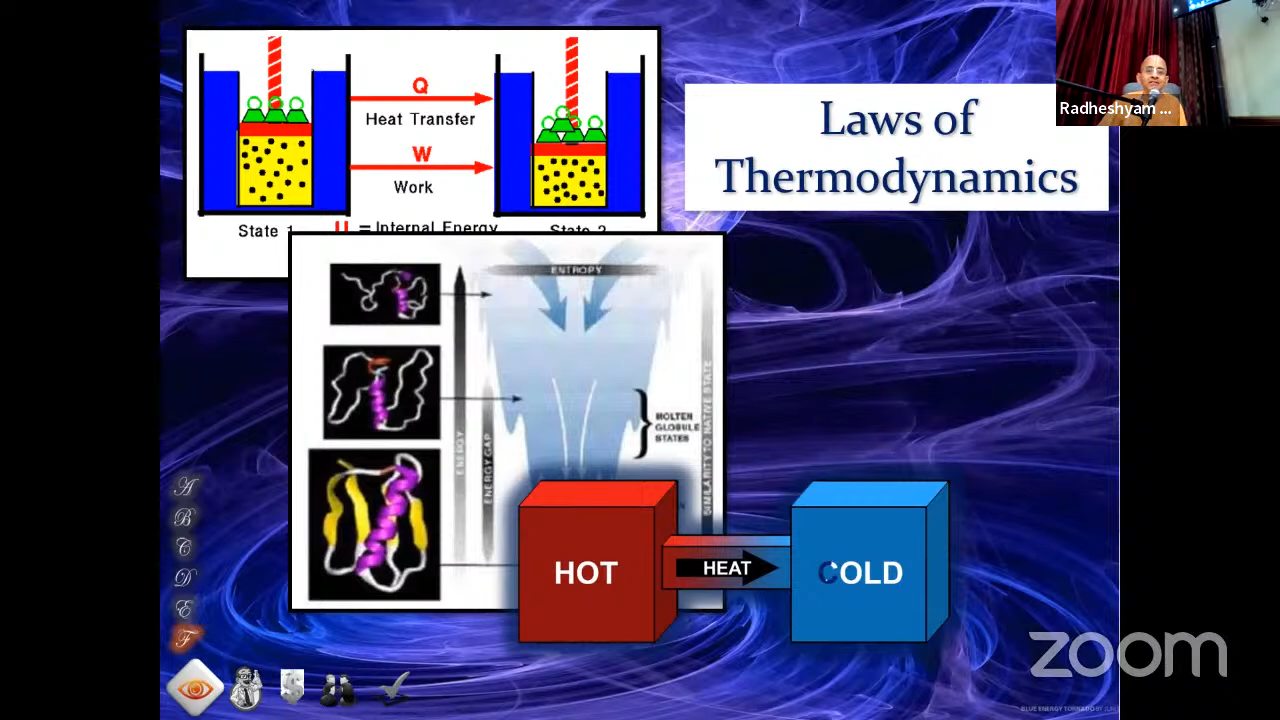 Radheshyam ...
Laws of
Thermodynamics
Q
Heat Transfer
W
Work
State 1
U = Internal Energy
State 2
ENTROPY
ENERGY
ENERGY GAP
MOLTEN
GLOBULE
STATES
SIMILARITY TO NATIVE STATE
HOT
HEAT
COLD
A
B
C
D
E
F
zoom